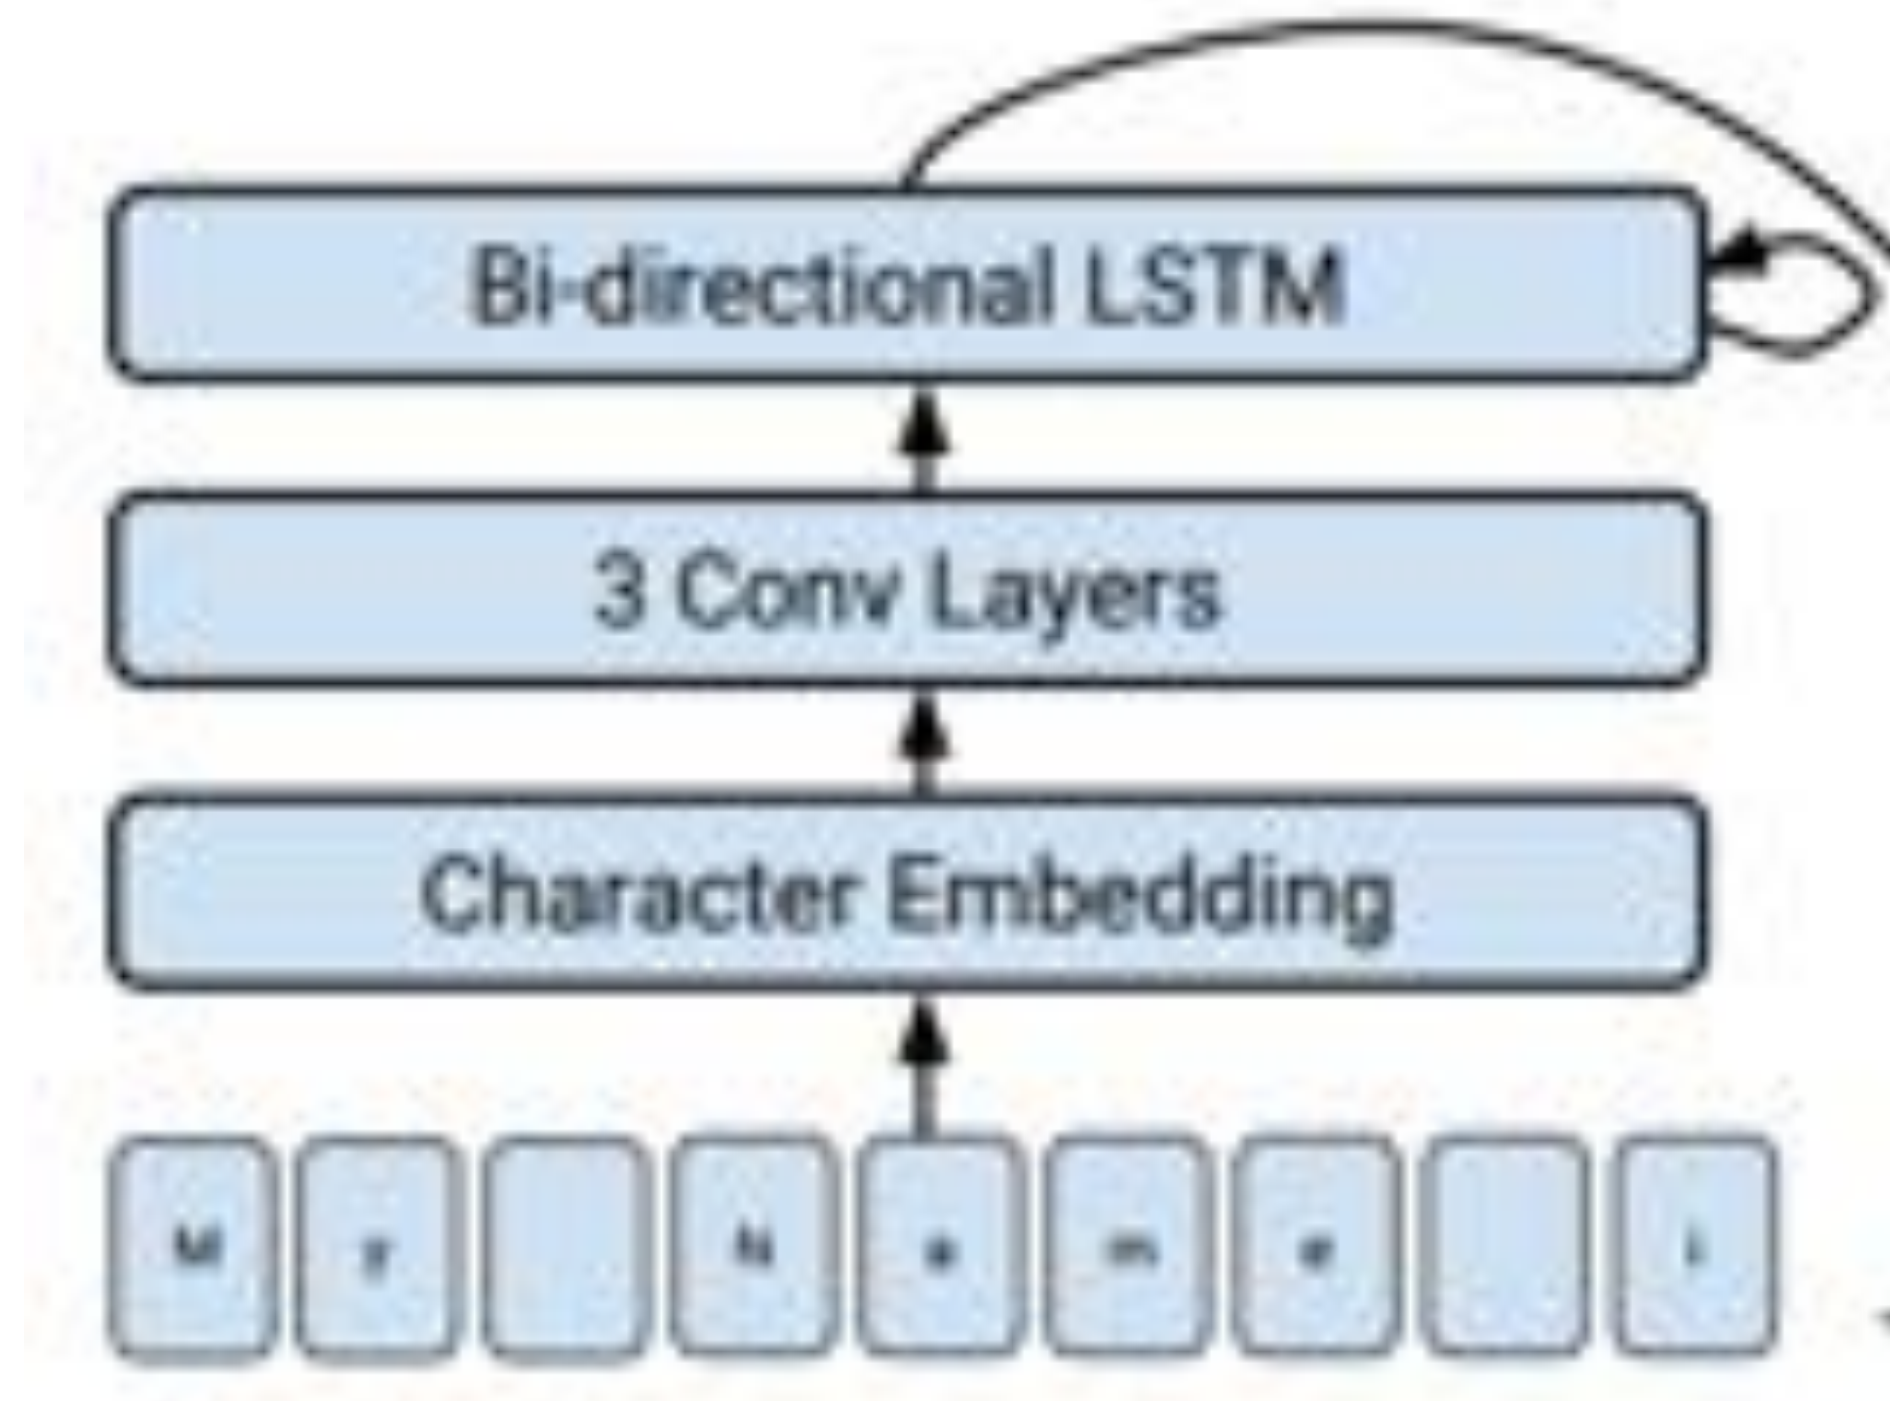 Bi-directional LSTM
3 Conv Layers
Character Embedding
M y N a m e i